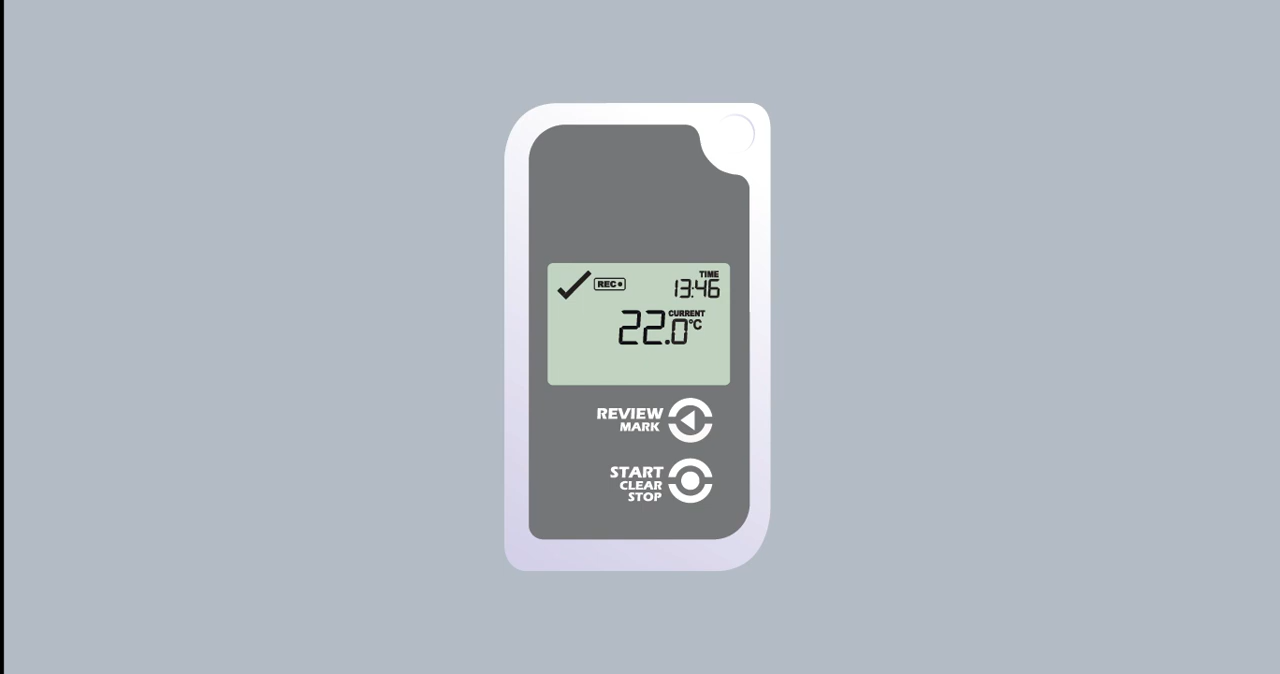 REC
TIME
13:46
CURRENT
22.0°C
REVIEW
MARK
START
CLEAR
STOP